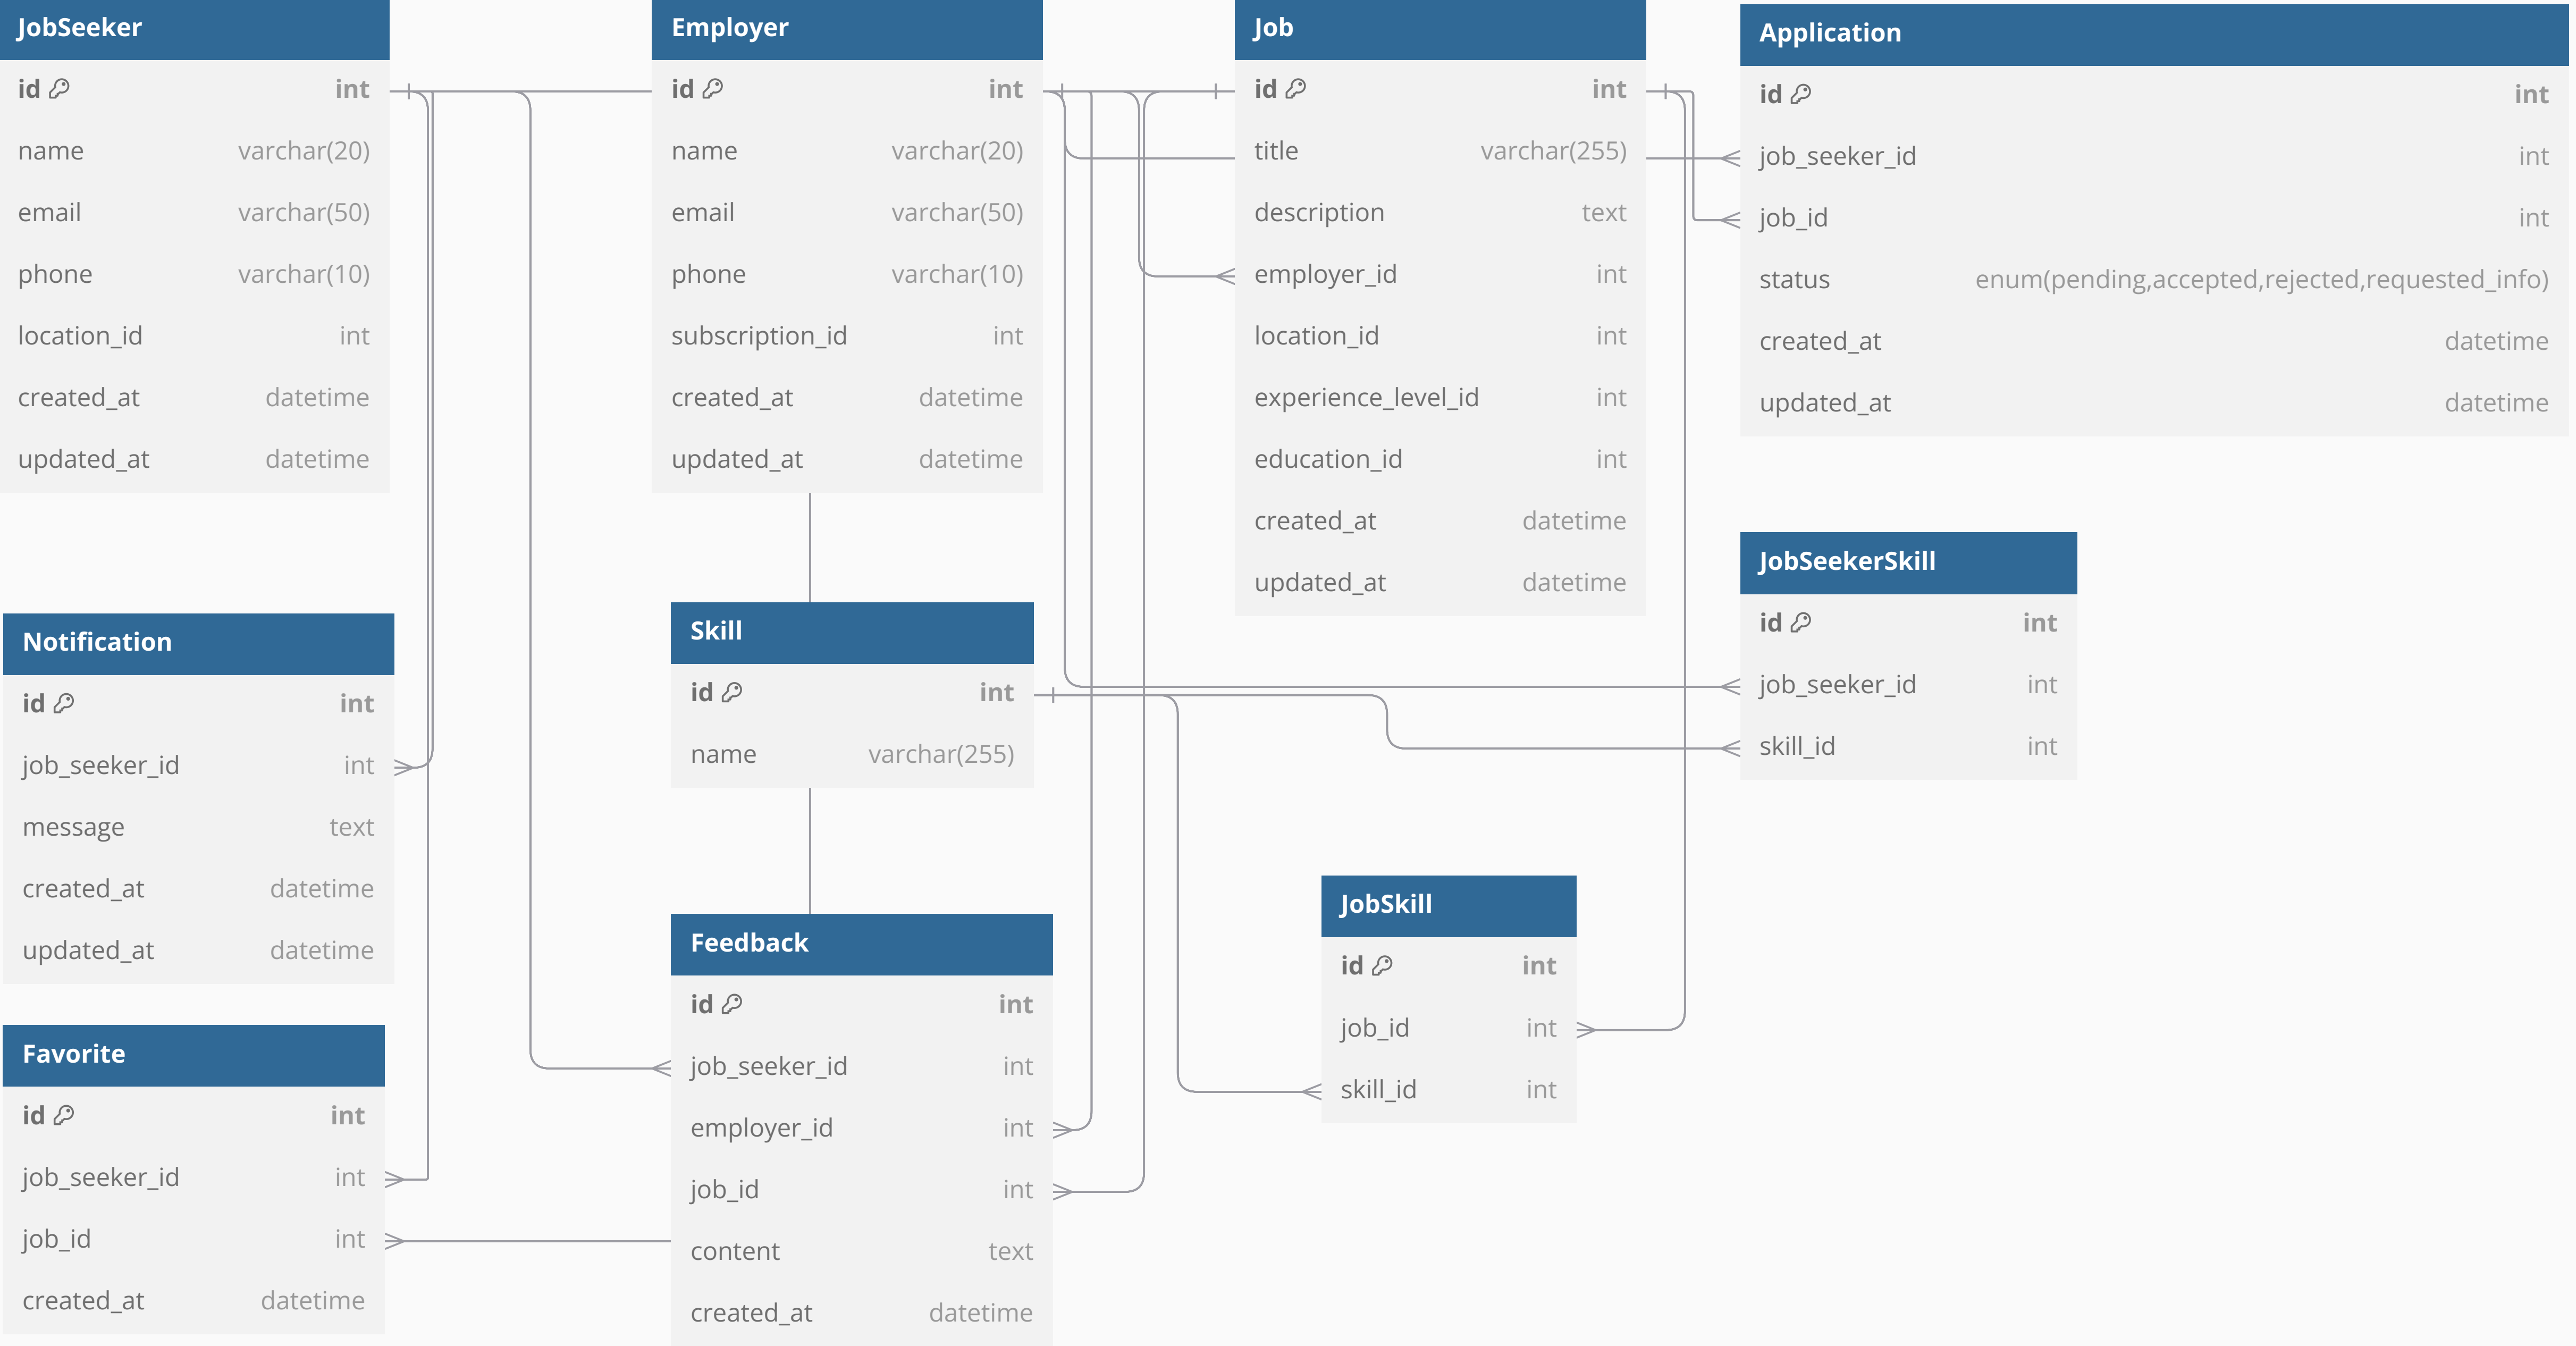 JobSeeker
id int
name varchar(20)
email varchar(50)
phone varchar(10)
location_id int
created_at datetime
updated_at datetime
Employer
id int
name varchar(20)
email varchar(50)
phone varchar(10)
subscription_id int
created_at datetime
updated_at datetime
Job
id int
title varchar(255)
description text
employer_id int
location_id int
experience_level_id int
education_id int
created_at datetime
updated_at datetime
Application
id int
job_seeker_id int
job_id int
status enum(pending,accepted,rejected,requested_info)
created_at datetime
updated_at datetime
Notification
id int
job_seeker_id int
message text
created_at datetime
updated_at datetime
Skill
id int
name varchar(255)
JobSeekerSkill
id int
job_seeker_id int
skill_id int
Favorite
id int
job_seeker_id int
job_id int
created_at datetime
Feedback
id int
job_seeker_id int
employer_id int
job_id int
content text
created_at datetime
JobSkill
id int
job_id int
skill_id int